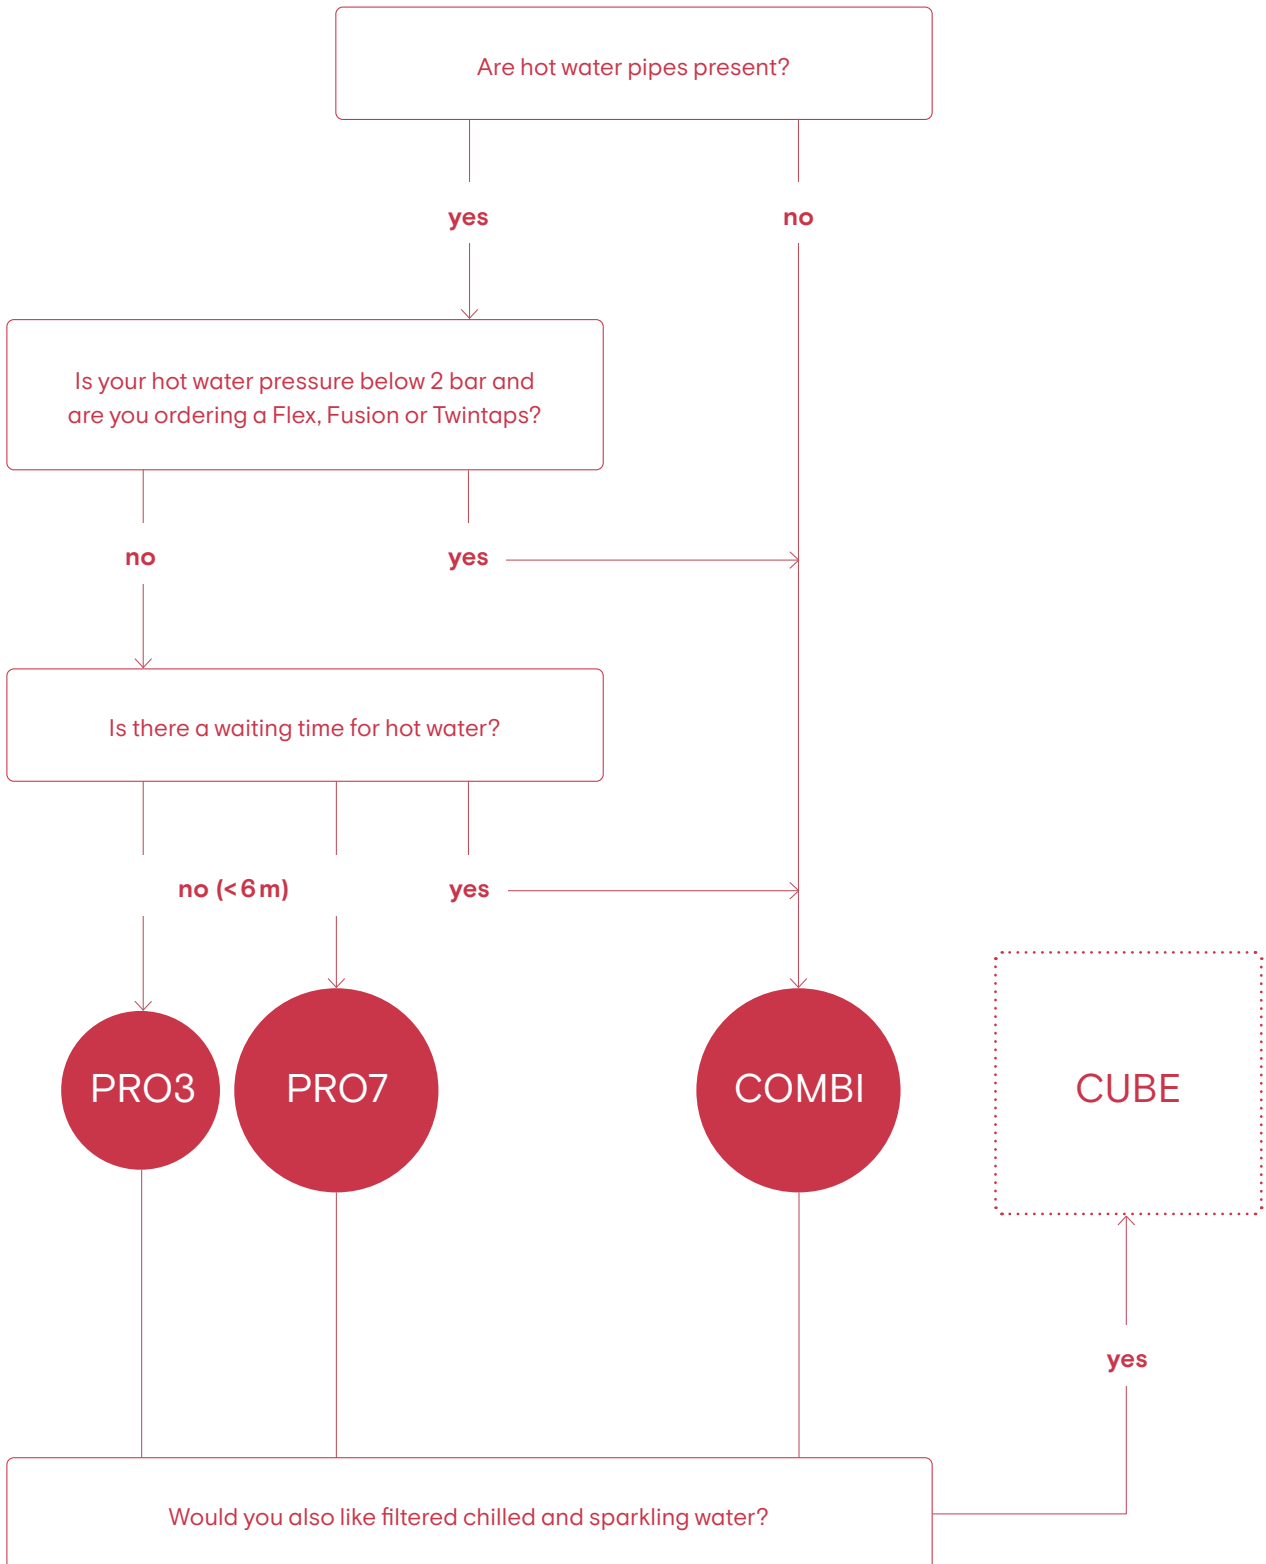 Are hot water pipes present?
yes
no
Is your hot water pressure below 2 bar and
are you ordering a Flex, Fusion or Twintaps?
no
yes
Is there a waiting time for hot water?
no (<6m)
yes
PRO3
PRO7
COMBI
CUBE
yes
Would you also like filtered chilled and sparkling water?